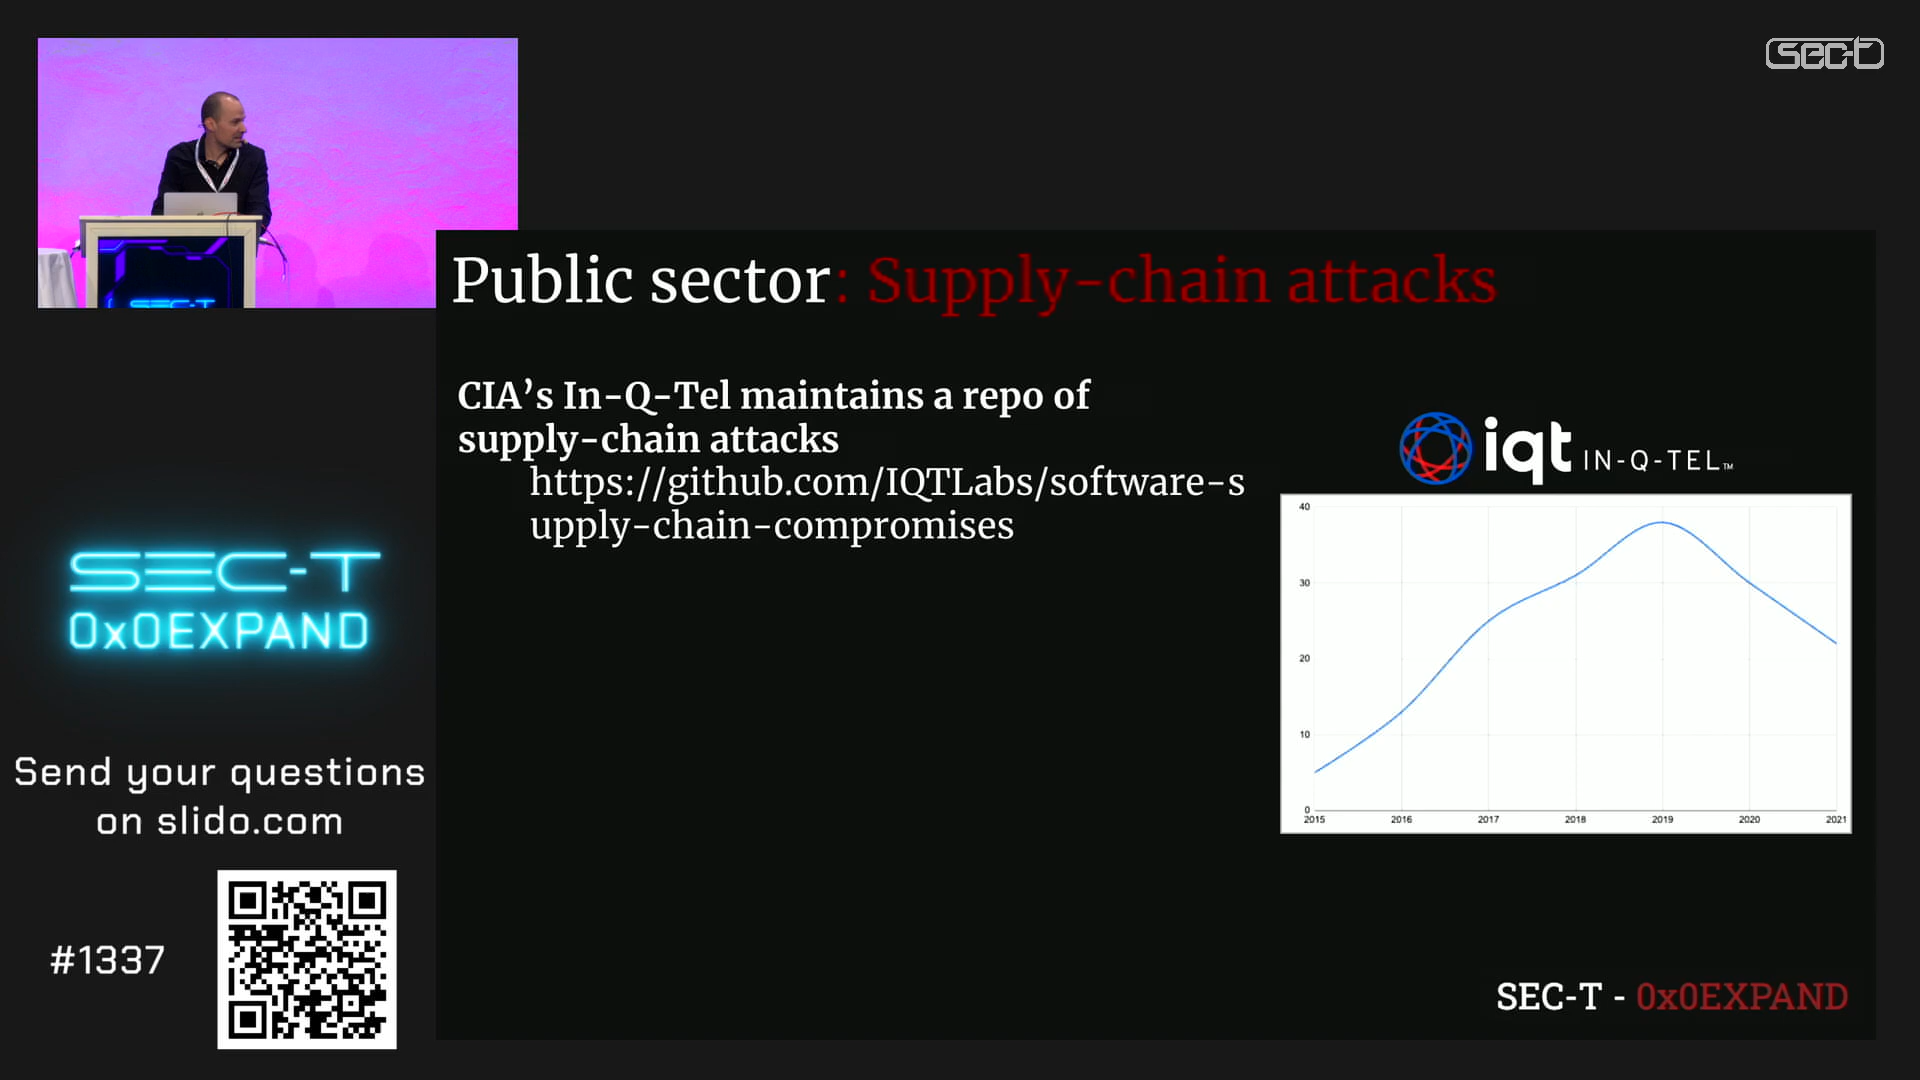 sec-t
SEC-T
Public sector: Supply-chain attacks
CIA’s In-Q-Tel maintains a repo of
supply-chain attacks
https://github.com/IQTLabs/software-s
upply-chain-compromises
iqt IN-Q-TEL™
40
30
20
10
0
2015 2016 2017 2018 2019 2020 2021
SEC-T
0x0EXPAND
Send your questions
on slido.com
#1337
SEC-T - 0x0EXPAND